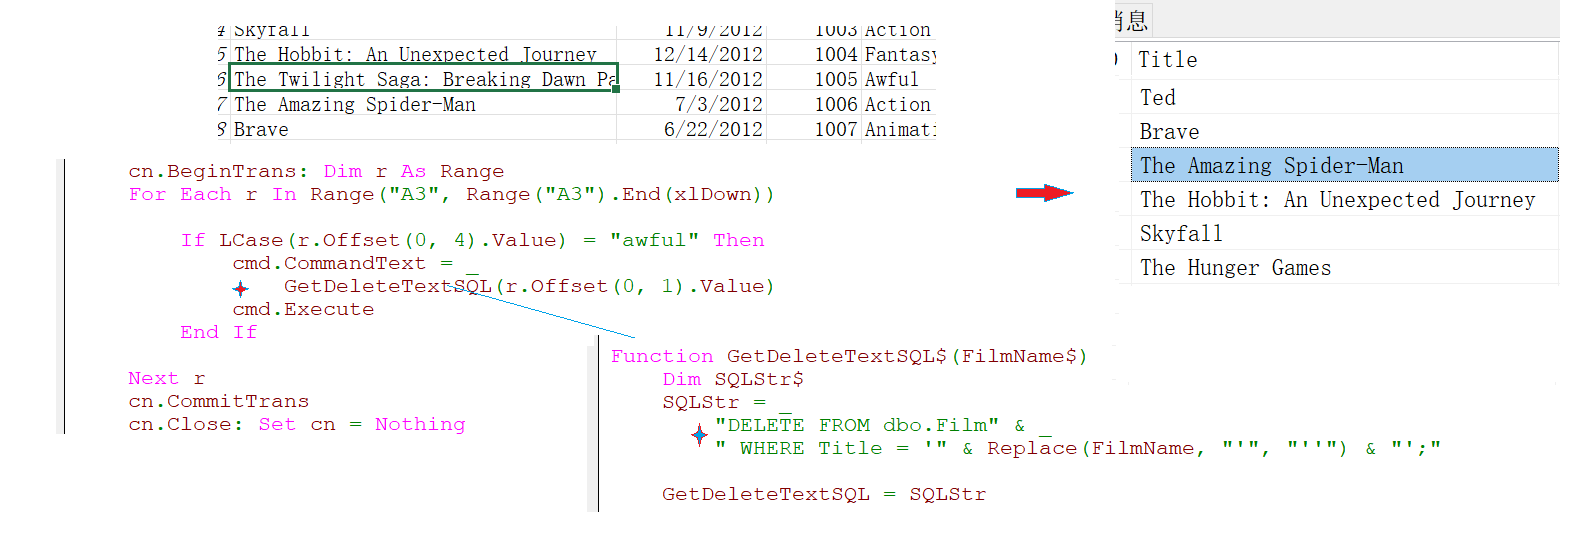 4 Skyfall 11/9/2012 1003 Action
5 The Hobbit: An Unexpected Journey 12/14/2012 1004 Fantasy
6 The Twilight Saga: Breaking Dawn Pa 11/16/2012 1005 Awful
7 The Amazing Spider-Man 7/3/2012 1006 Action
8 Brave 6/22/2012 1007 Animati
cn.BeginTrans: Dim r As Range
For Each r In Range("A3", Range("A3").End(xlDown))
If LCase(r.Offset(0, 4).Value) = "awful" Then
cmd.CommandText = _
GetDeleteTextSQL(r.Offset(0, 1).Value)
cmd.Execute
End If
Next r
cn.CommitTrans
cn.Close: Set cn = Nothing
Function GetDeleteTextSQL$(FilmName$)
Dim SQLStr$
SQLStr = _
"DELETE FROM dbo.Film" & _
" WHERE Title = '" & Replace(FilmName, "'", "''") & "';"
GetDeleteTextSQL = SQLStr
消息
Title
Ted
Brave
The Amazing Spider-Man
The Hobbit: An Unexpected Journey
Skyfall
The Hunger Games